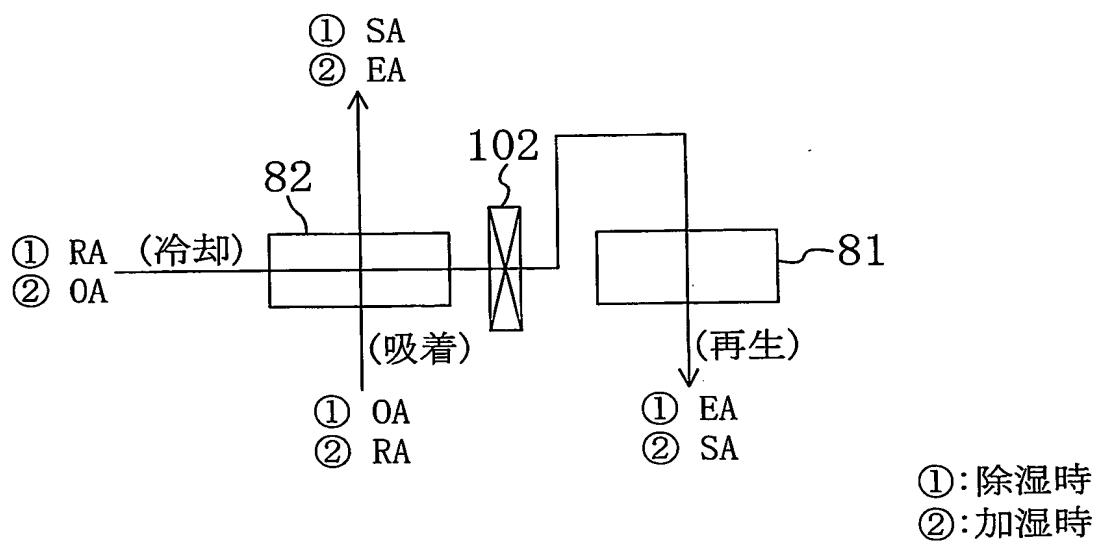 ① SA
② EA
102
82
① RA (冷却)
② OA
81
(吸着)
(再生)
① OA
② RA
① EA
② SA
①:除湿時
②:加湿時